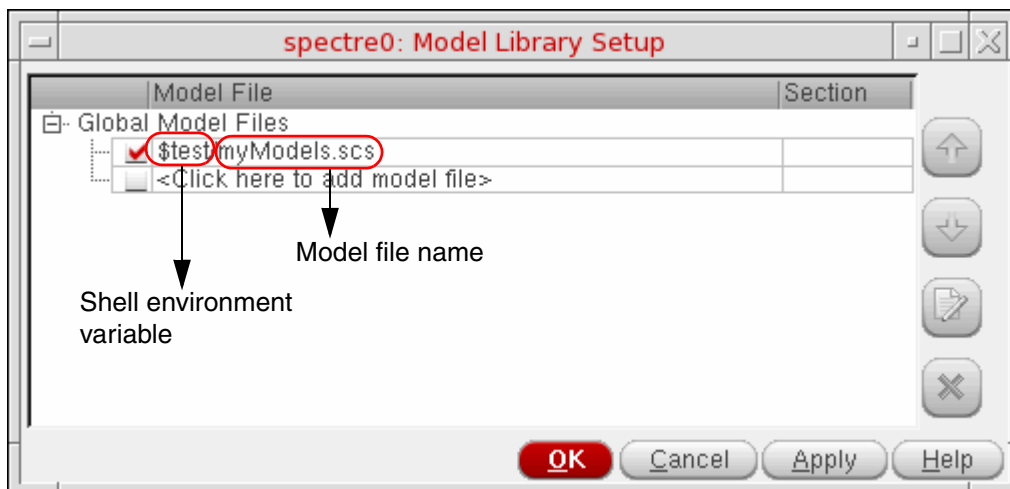 spectre0: Model Library Setup
Model File Section
Global Model Files
$test/myModels.scs
<Click here to add model file>
Model file name
Shell environment
variable
OK Cancel Apply Help